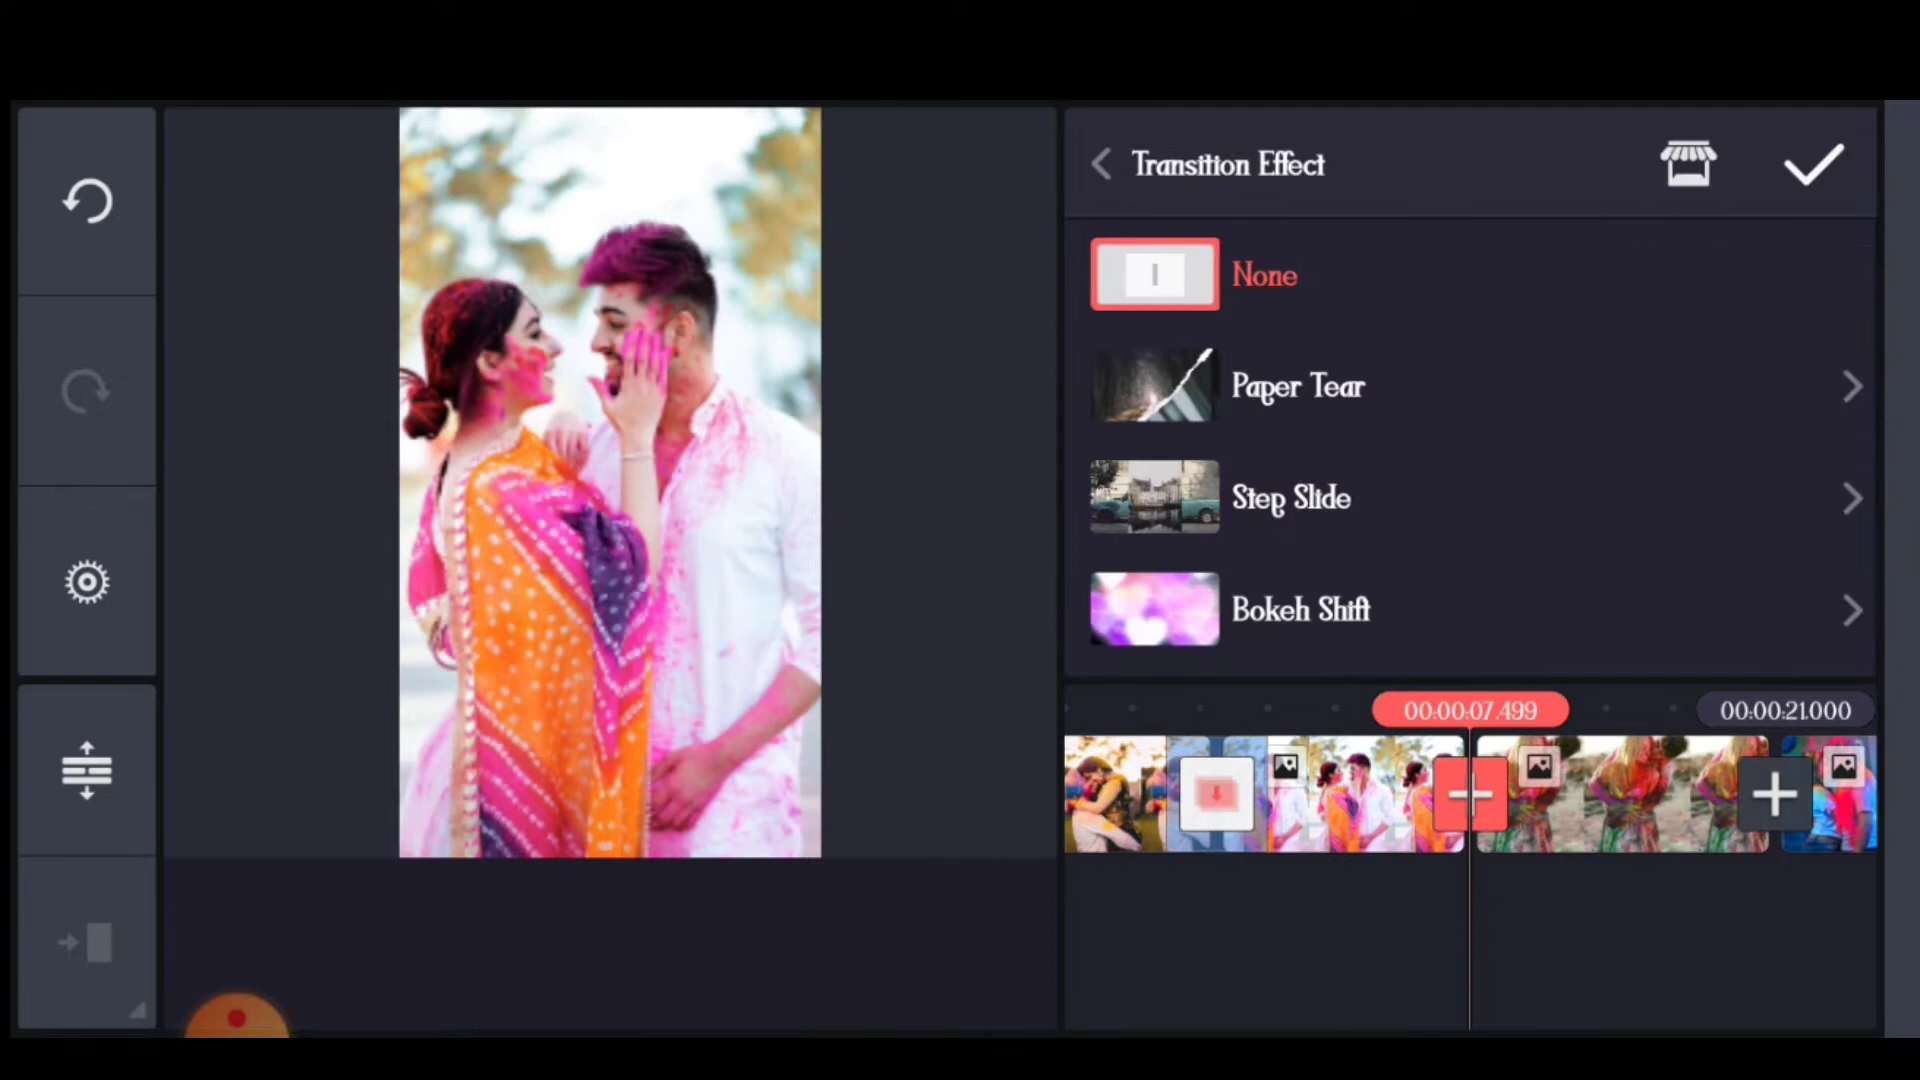 Transition Effect
None
Paper Tear
Step Slide
Bokeh Shift
00:00:07.499
00:00:21.000